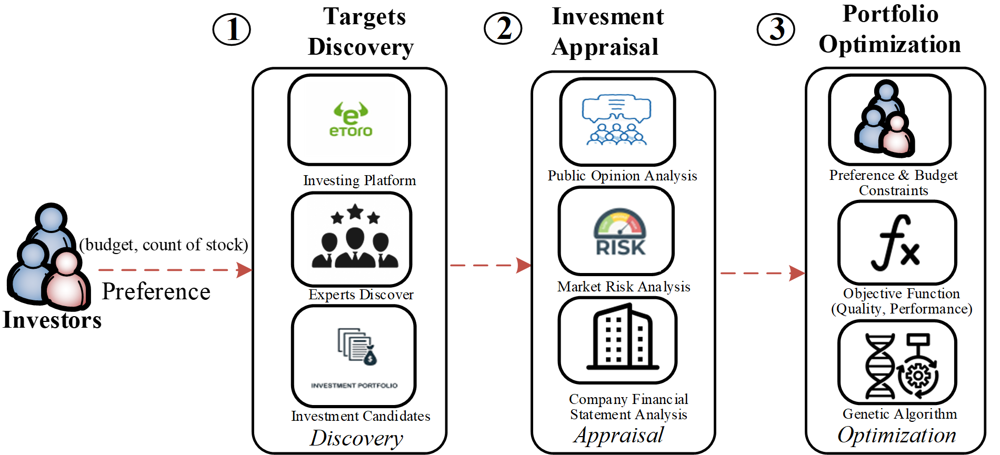 1
Targets
Discovery
2
Invesment
Appraisal
3
Portfolio
Optimization
Investors
(budget, count of stock)
Preference
eToro
Investing Platform
Experts Discover
INVESTMENT PORTFOLIO
Investment Candidates
Discovery
Public Opinion Analysis
RISK
Market Risk Analysis
Company Financial
Statement Analysis
Appraisal
Preference & Budget
Constraints
fx
Objective Function
(Quality, Performance)
Genetic Algorithm
Optimization